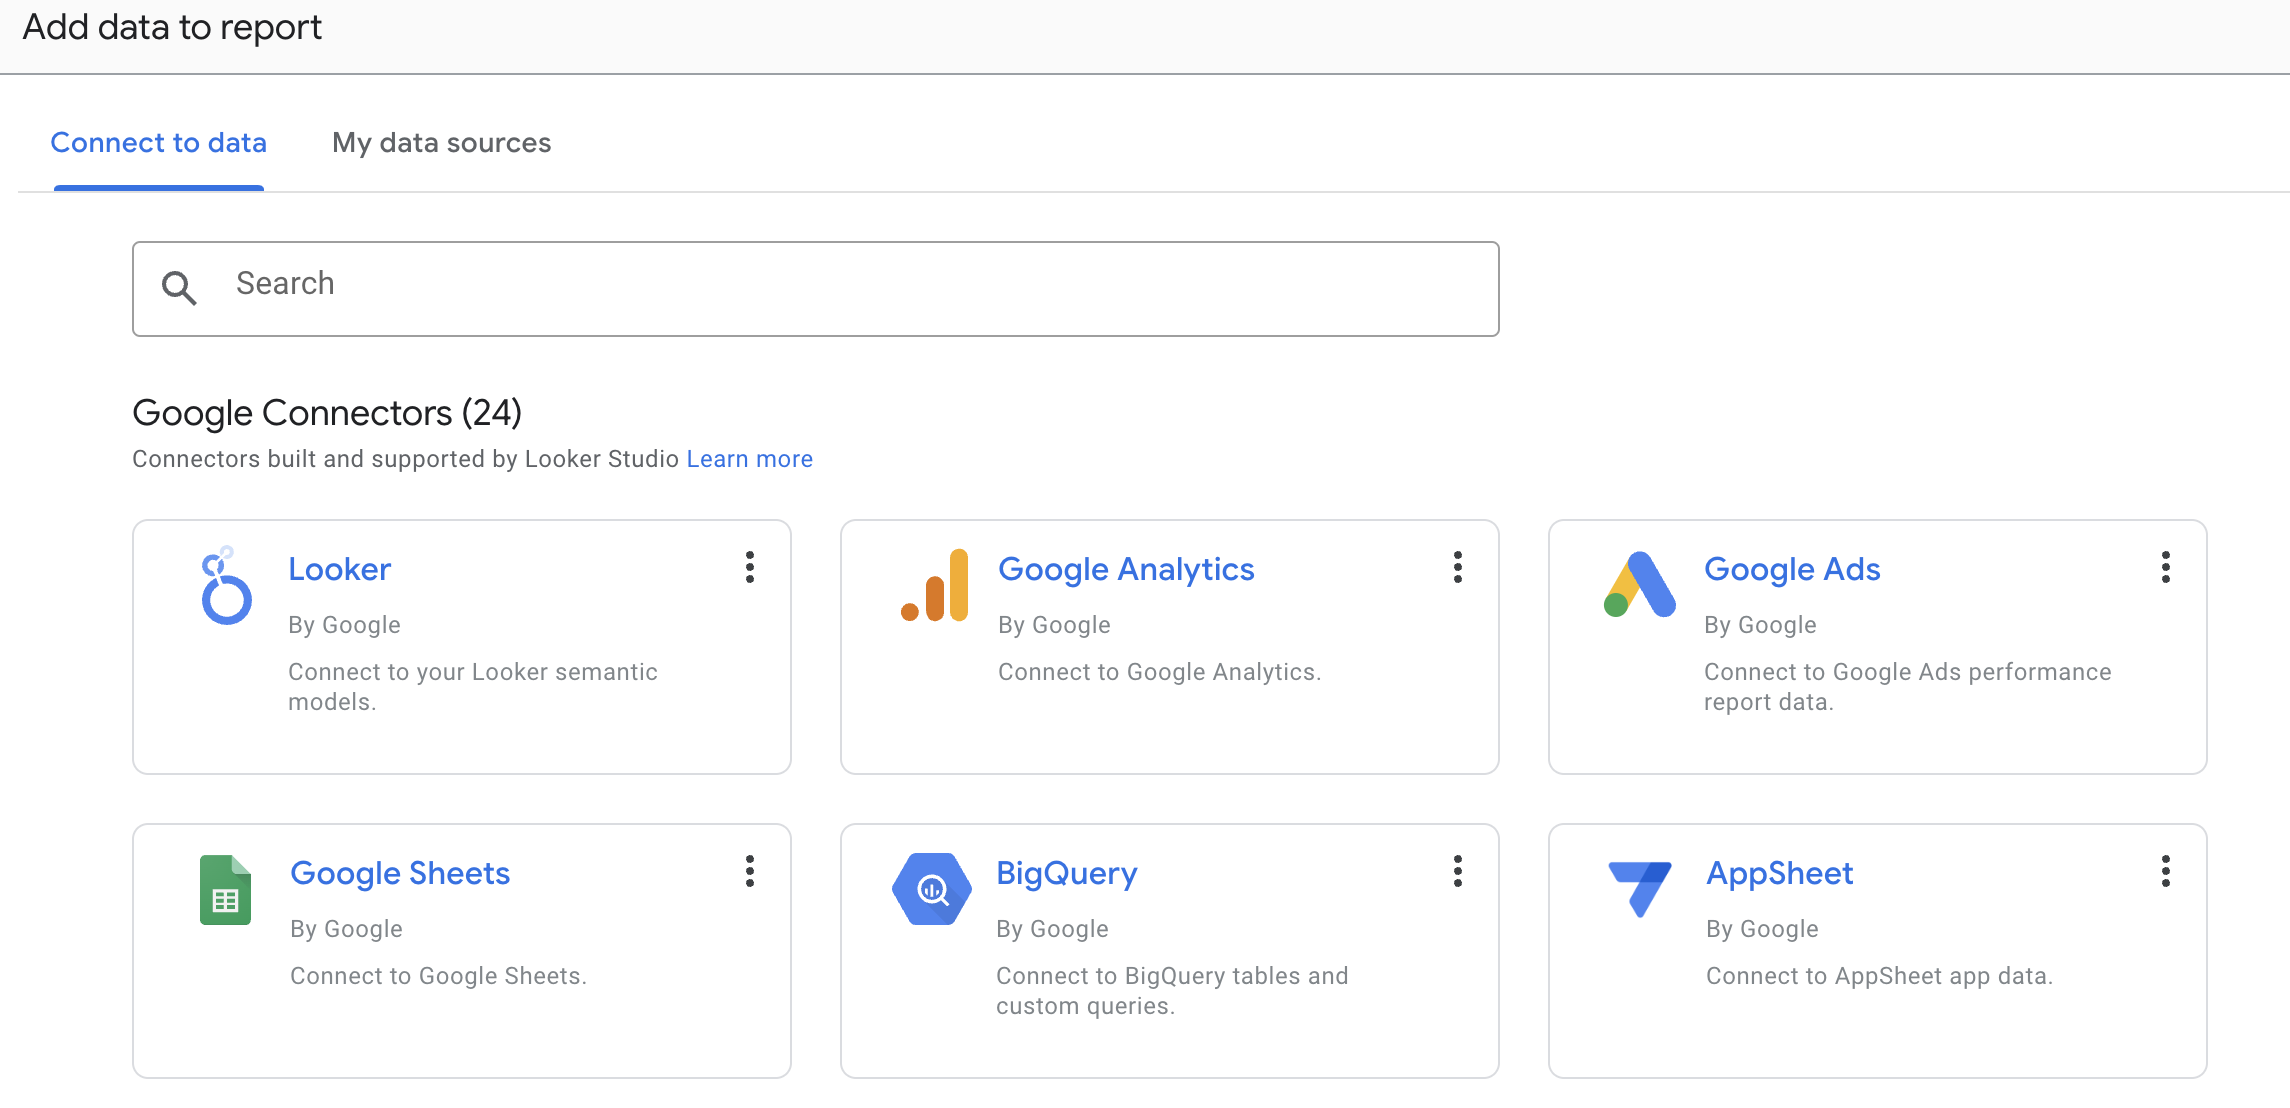 Add data to report
Connect to data
My data sources
Search
Google Connectors (24)
Connectors built and supported by Looker Studio Learn more
Looker
By Google
Connect to your Looker semantic
models.
Google Analytics
By Google
Connect to Google Analytics.
Google Ads
By Google
Connect to Google Ads performance
report data.
Google Sheets
By Google
Connect to Google Sheets.
BigQuery
By Google
Connect to BigQuery tables and
custom queries.
AppSheet
By Google
Connect to AppSheet app data.